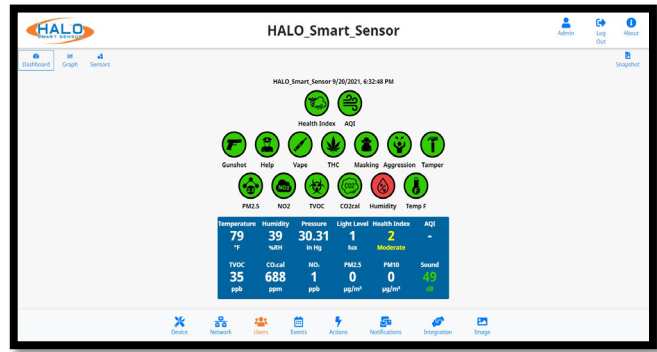 HALO
SMART SENSOR
HALO_Smart_Sensor
Admin
Log
Out
About
Dashboard
Graph
Sensors
Snapshot
HALO_Smart_Sensor 9/20/2021, 6:32:48 PM
Health Index AQI
Gunshot Help Vape THC Masking Aggression Tamper
NO2 CO2
PM2.5 NO2 TVOC CO2cal Humidity Temp F
Temperature Humidity Pressure Light Level Health Index AQI
79 39 30.31 1 2 -
°F %RH in Hg lux Moderate
TVOC CO₂cal NO₂ PM2.5 PM10 Sound
35 688 1 0 0 49
ppb ppm ppb µg/m³ µg/m³ dB
Device Network Users Events Actions Notifications Integration Image